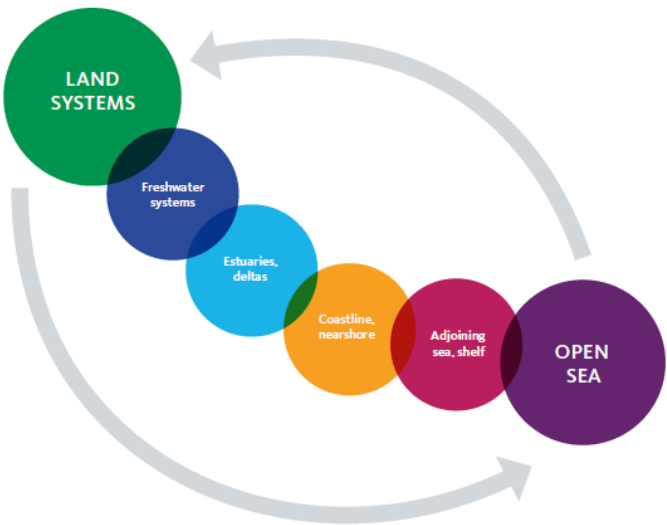 LAND
SYSTEMS
Freshwater
systems
Estuaries,
deltas
Coastline,
nearshore
Adjoining
sea, shelf
OPEN
SEA